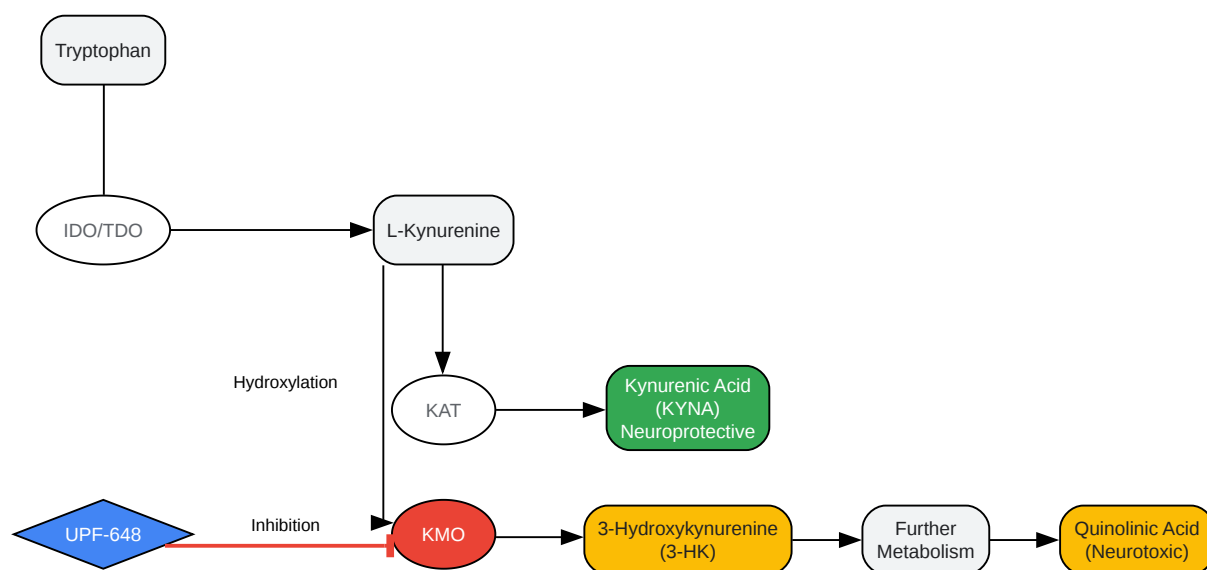 Tryptophan
IDO/TDO
L-Kynurenine
Hydroxylation
KAT
Kynurenic Acid
(KYNA)
Neuroprotective
UPF-648
Inhibition
KMO
3-Hydroxykynurenine
(3-HK)
Further
Metabolism
Quinolinic Acid
(Neurotoxic)